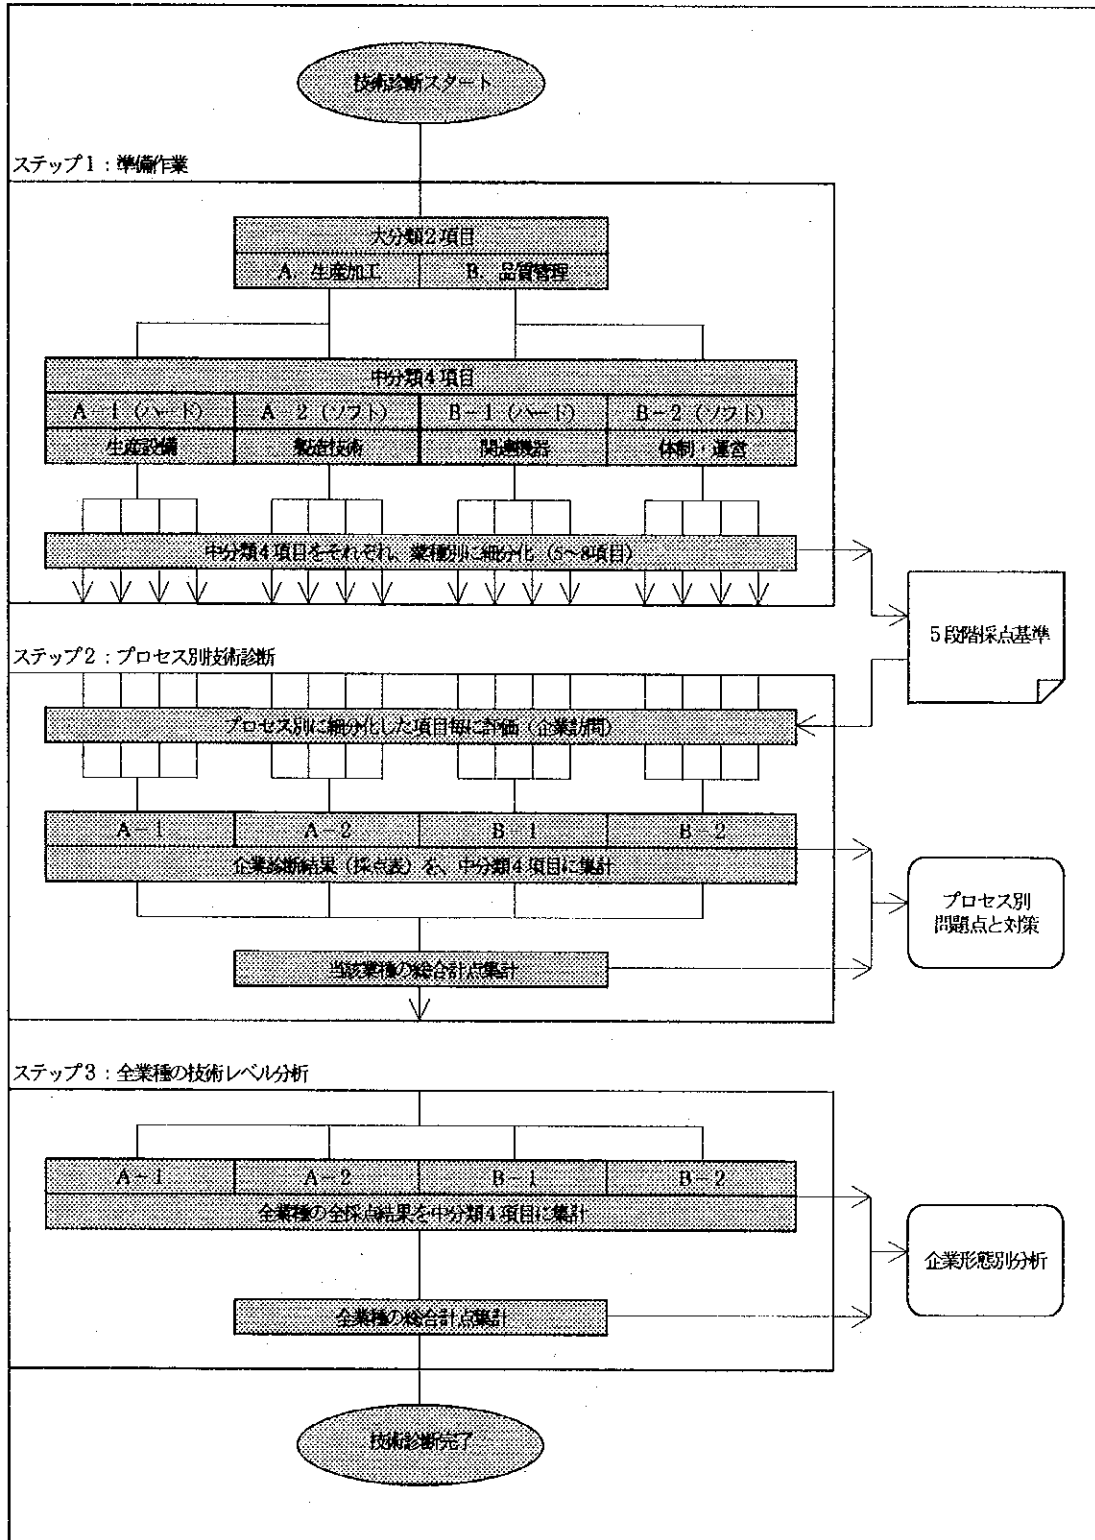 技術診断スタート
ステップ1：準備作業
大分類2項目
A．生産加工
B．品質管理
中分類4項目
A－1（ハード）
A－2（ソフト）
B－1（ハード）
B－2（ソフト）
生産設備
製造技術
関連機器
体制・運営
中分類4項目をそれぞれ、業種別に細分化（5～8項目）
5段階採点基準
ステップ2：プロセス別技術診断
プロセス別に細分化した項目毎に評価（企業訪問）
A－1
A－2
B－1
B－2
企業診断結果（採点表）を、中分類4項目に集計
プロセス別
問題点と対策
当該業種の総合計点集計
ステップ3：全業種の技術レベル分析
A－1
A－2
B－1
B－2
全業種の全採点結果を中分類4項目に集計
企業形態別分析
全業種の総合計点集計
技術診断完了